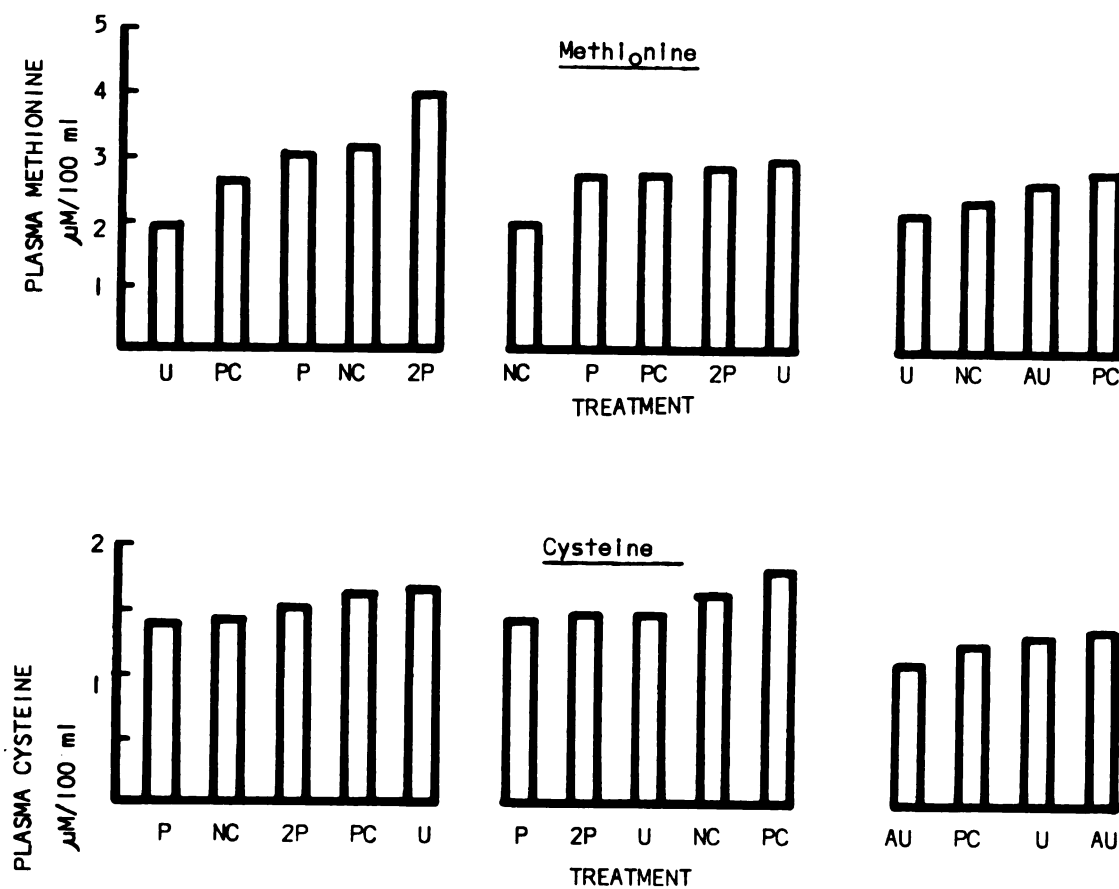 Methionine
PLASMA METHIONINE
µM/100 ml
5
4
3
2
1
U PC P NC 2P
NC P PC 2P U
U NC AU PC
TREATMENT
Cysteine
PLASMA CYSTEINE
µM/100 ml
2
1
P NC 2P PC U
P 2P U NC PC
AU PC U AU
TREATMENT